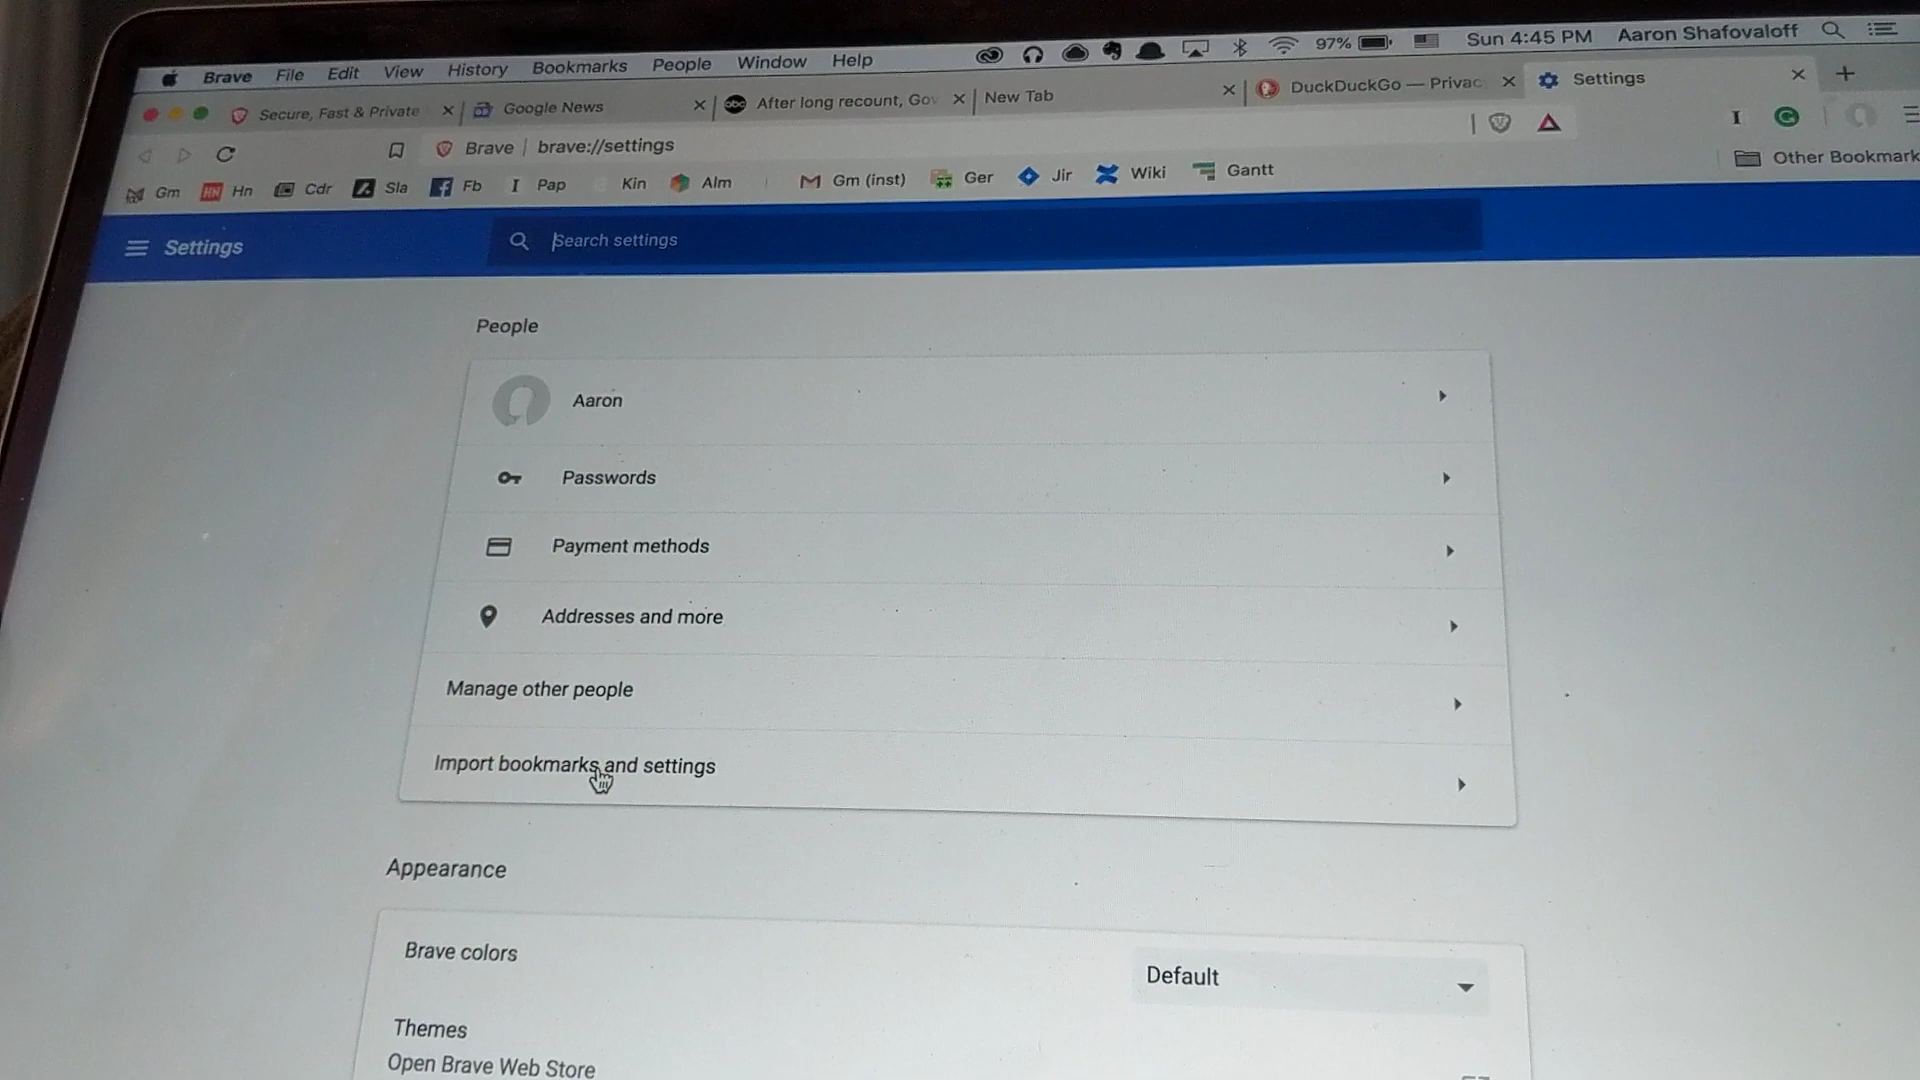 Brave File Edit View History Bookmarks People Window Help 97% Sun 4:45 PM Aaron Shafovaloff
Secure, Fast & Private Google News abc After long recount, Gov New Tab DuckDuckGo — Privac Settings
Brave | brave://settings
Gm HN Hn Cdr Sla Fb I Pap Kin Alm Gm (inst) Ger Jir Wiki Gantt Other Bookmark
Settings Search settings
People
Aaron
Passwords
Payment methods
Addresses and more
Manage other people
Import bookmarks and settings
Appearance
Brave colors Default
Themes
Open Brave Web Store